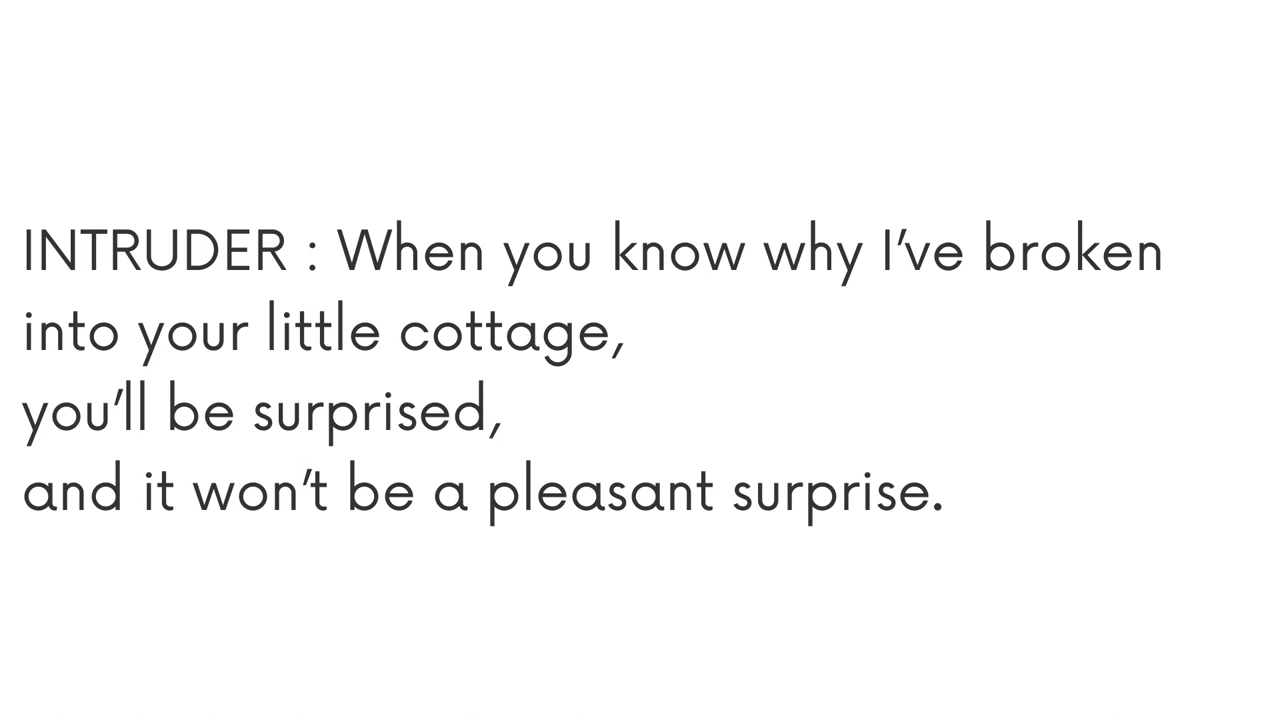 INTRUDER : When you know why I’ve broken
into your little cottage,
you’ll be surprised,
and it won’t be a pleasant surprise.